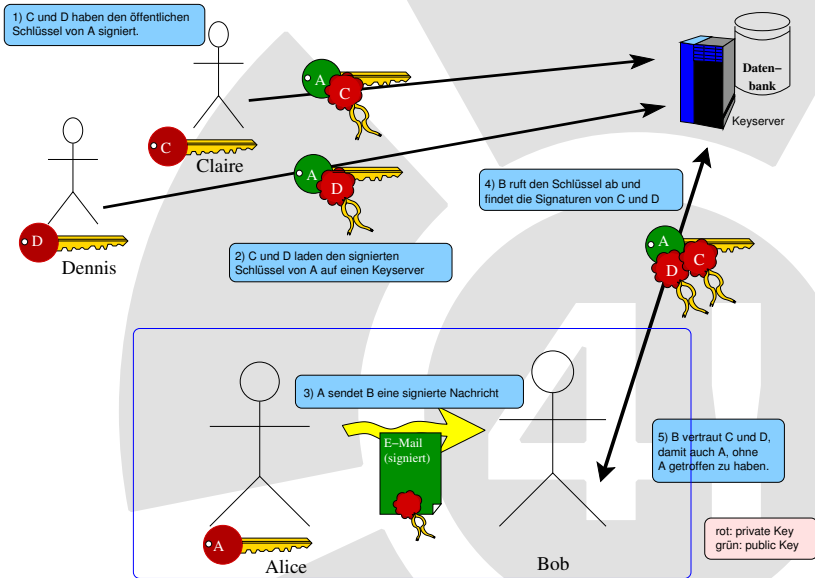 1) C und D haben den öffentlichen
Schlüssel von A signiert.
A
C
Daten–
bank
Keyserver
C
Claire
A
D
4) B ruft den Schlüssel ab und
findet die Signaturen von C und D
D
Dennis
2) C und D laden den signierten
Schlüssel von A auf einen Keyserver
A
D
C
3) A sendet B eine signierte Nachricht
E–Mail
(signiert)
5) B vertraut C und D,
damit auch A, ohne
A getroffen zu haben.
A
Alice
Bob
rot: private Key
grün: public Key
4!